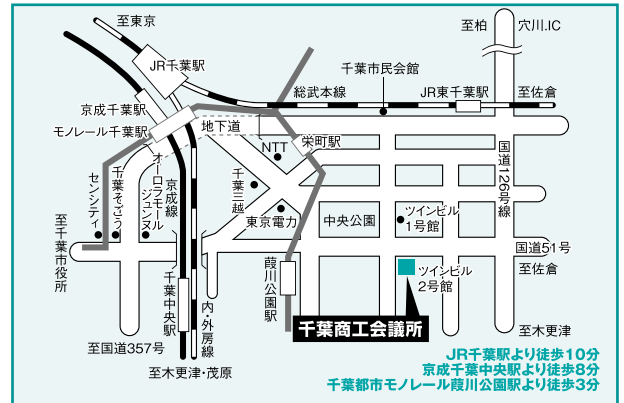 至東京
至柏
穴川.IC
JR千葉駅
千葉市民会館
総武本線
JR東千葉駅
至佐倉
京成千葉駅
モノレール千葉駅
地下道
栄町駅
NTT
国道126号線
センシティ
千葉そごう
オーロラモール
ジュンヌ
京成線
千葉三越
東京電力
中央公園
ツインビル
1号館
至千葉市役所
国道51号
至佐倉
葭川公園駅
ツインビル
2号館
千葉中央駅
内・外房線
千葉商工会議所
至国道357号
至木更津・茂原
至木更津
JR千葉駅より徒歩10分
京成千葉中央駅より徒歩8分
千葉都市モノレール葭川公園駅より徒歩3分